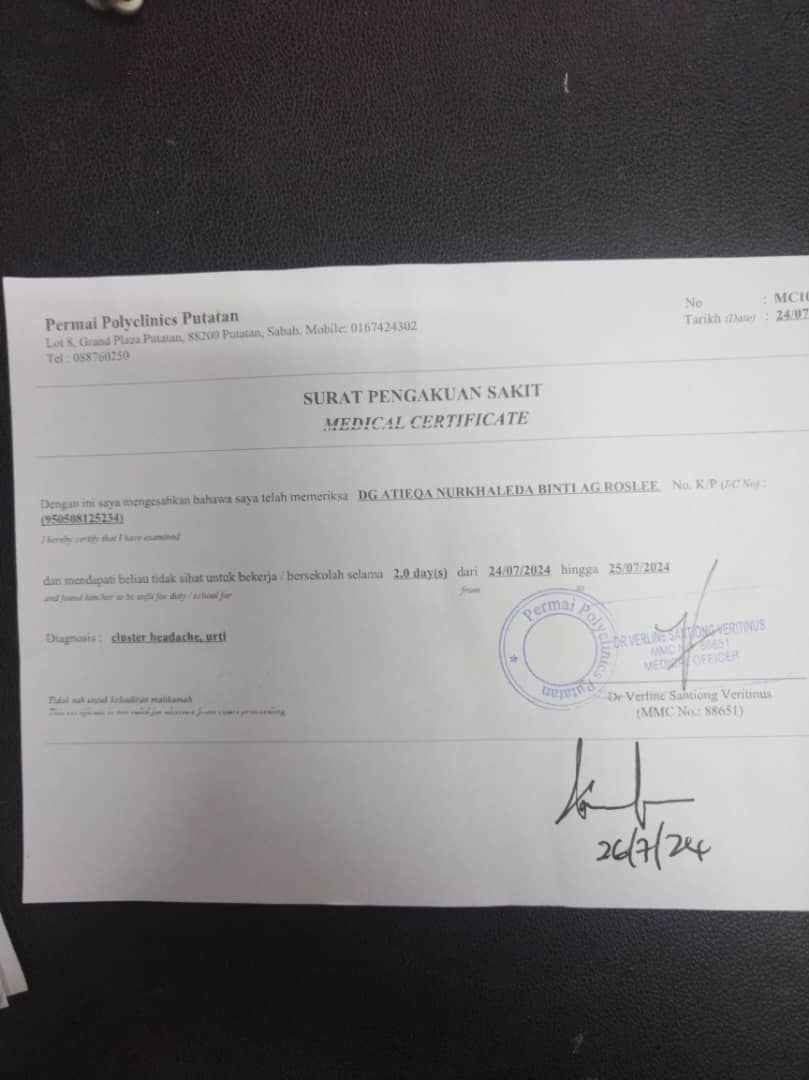 Permai Polyclinics Putatan
Lot 8, Grand Plaza Putatan, 88200 Putatan, Sabah. Mobile: 0167424302
Tel : 088760250
No : MC10
Tarikh (Date) : 24/07
SURAT PENGAKUAN SAKIT
MEDICAL CERTIFICATE
Dengan ini saya mengesahkan bahawa saya telah memeriksa DG ATIEQA NURKHALEDA BINTI AG ROSLEE No. K/P (I/C No) :
(950508125234)
I hereby certify that I have examined
dan mendapati beliau tidak sihat untuk bekerja / bersekolah selama 2.0 day(s) dari 24/07/2024 hingga 25/07/2024
and found him/her to be unfit for duty / school for from to
Diagnosis : cluster headache, urti
Permai Polyclinics Putatan
DR VERLINE SANTIONG VERITINUS
MMC N 88651
MEDICAL OFFICER
Tidak sah untuk kehadiran mahkamah
This certificate is not valid for absence from court proceeding
Dr Verline Santiong Veritinus
(MMC No.: 88651)
26/7/24